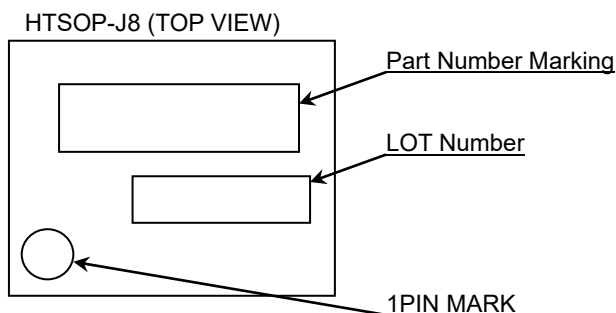 HTSOP-J8 (TOP VIEW)
Part Number Marking
LOT Number
1PIN MARK